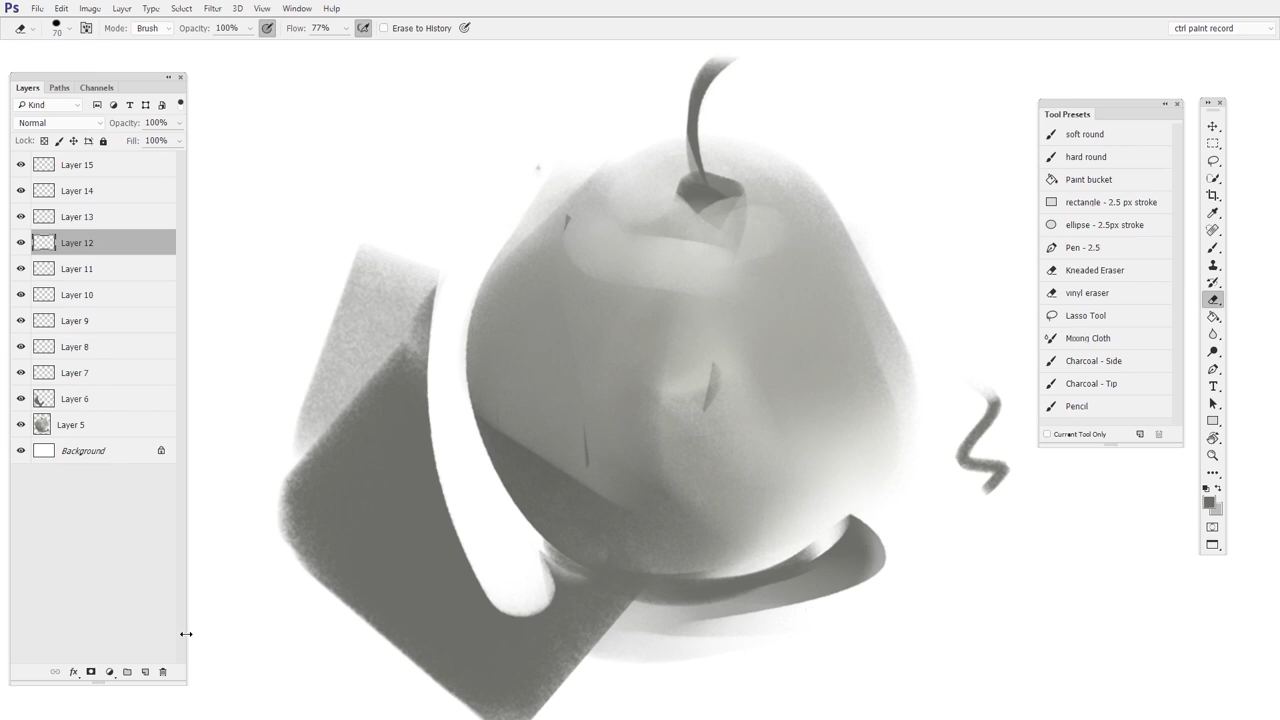 Ps File Edit Image Layer Type Select Filter 3D View Window Help
70 Mode: Brush Opacity: 100% Flow: 77% Erase to History ctrl paint record
Layers Paths Channels
Kind
Normal Opacity: 100%
Lock: Fill: 100%
Layer 15
Layer 14
Layer 13
Layer 12
Layer 11
Layer 10
Layer 9
Layer 8
Layer 7
Layer 6
Layer 5
Background
fx
Tool Presets
soft round
hard round
Paint bucket
rectangle - 2.5 px stroke
ellipse - 2.5px stroke
Pen - 2.5
Kneaded Eraser
vinyl eraser
Lasso Tool
Mixing Cloth
Charcoal - Side
Charcoal - Tip
Pencil
Current Tool Only